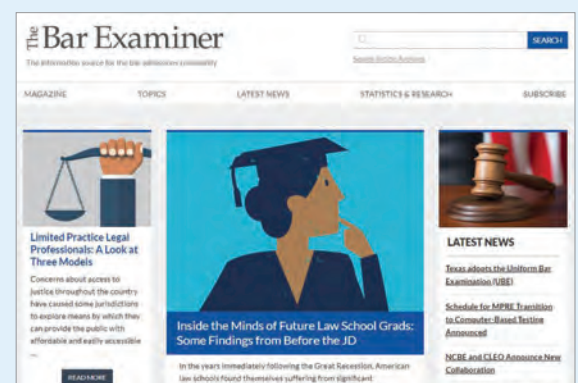 The Bar Examiner
The information source for the bar admissions community
SEARCH
MAGAZINE TOPICS LATEST NEWS STATISTICS & RESEARCH SUBSCRIBE
Limited Practice Legal
Professionals: A Look at
Three Models
Concerns about access to
justice throughout the country
have caused some jurisdictions
to explore means by which they
can provide the public with
affordable and easily accessible
...
READ MORE
Inside the Minds of Future Law School Grads:
Some Findings from Before the JD
In the years immediately following the Great Recession, American
law schools found themselves suffering from significant
LATEST NEWS
Texas adopts the Uniform Bar
Examination (UBE)
Schedule for MPRE Transition
to Computer-Based Testing
Announced
NCBE and CLEO Announce New
Collaboration